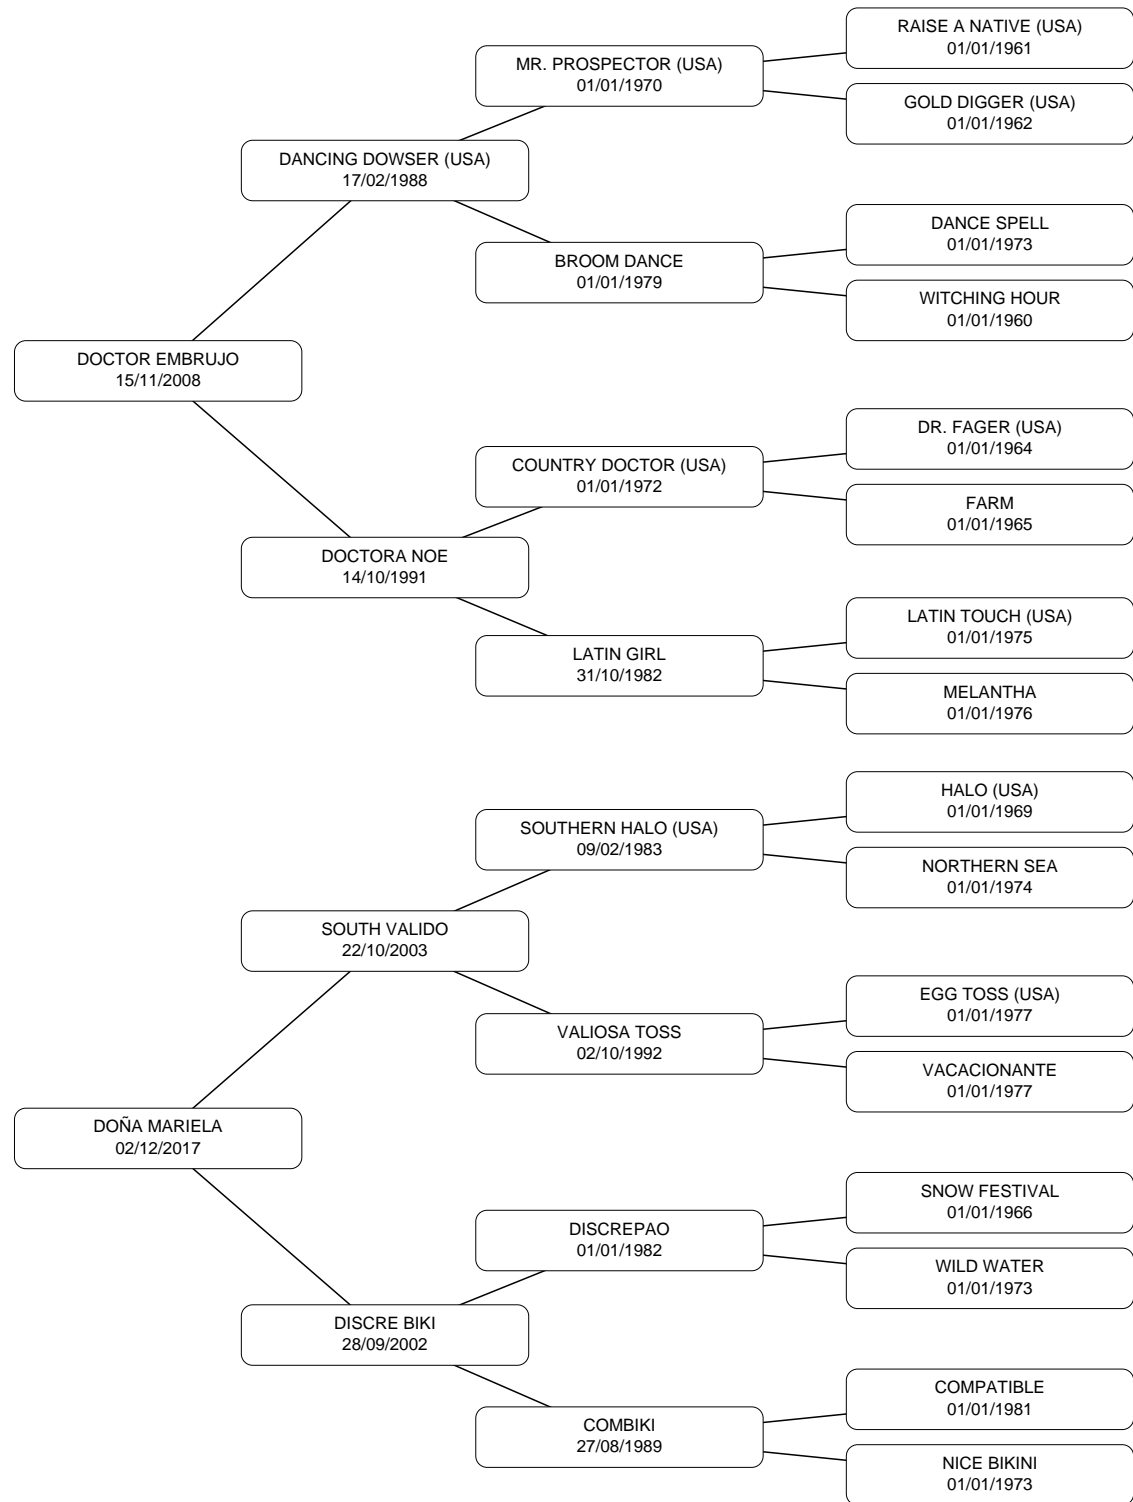 RAISE A NATIVE (USA)
01/01/1961
MR. PROSPECTOR (USA)
01/01/1970
GOLD DIGGER (USA)
01/01/1962
DANCING DOWSER (USA)
17/02/1988
DANCE SPELL
01/01/1973
BROOM DANCE
01/01/1979
WITCHING HOUR
01/01/1960
DOCTOR EMBRUJO
15/11/2008
DR. FAGER (USA)
01/01/1964
COUNTRY DOCTOR (USA)
01/01/1972
FARM
01/01/1965
DOCTORA NOE
14/10/1991
LATIN TOUCH (USA)
01/01/1975
LATIN GIRL
31/10/1982
MELANTHA
01/01/1976
HALO (USA)
01/01/1969
SOUTHERN HALO (USA)
09/02/1983
NORTHERN SEA
01/01/1974
SOUTH VALIDO
22/10/2003
EGG TOSS (USA)
01/01/1977
VALIOSA TOSS
02/10/1992
VACACIONANTE
01/01/1977
DOÑA MARIELA
02/12/2017
SNOW FESTIVAL
01/01/1966
DISCREPAO
01/01/1982
WILD WATER
01/01/1973
DISCRE BIKI
28/09/2002
COMPATIBLE
01/01/1981
COMBIKI
27/08/1989
NICE BIKINI
01/01/1973